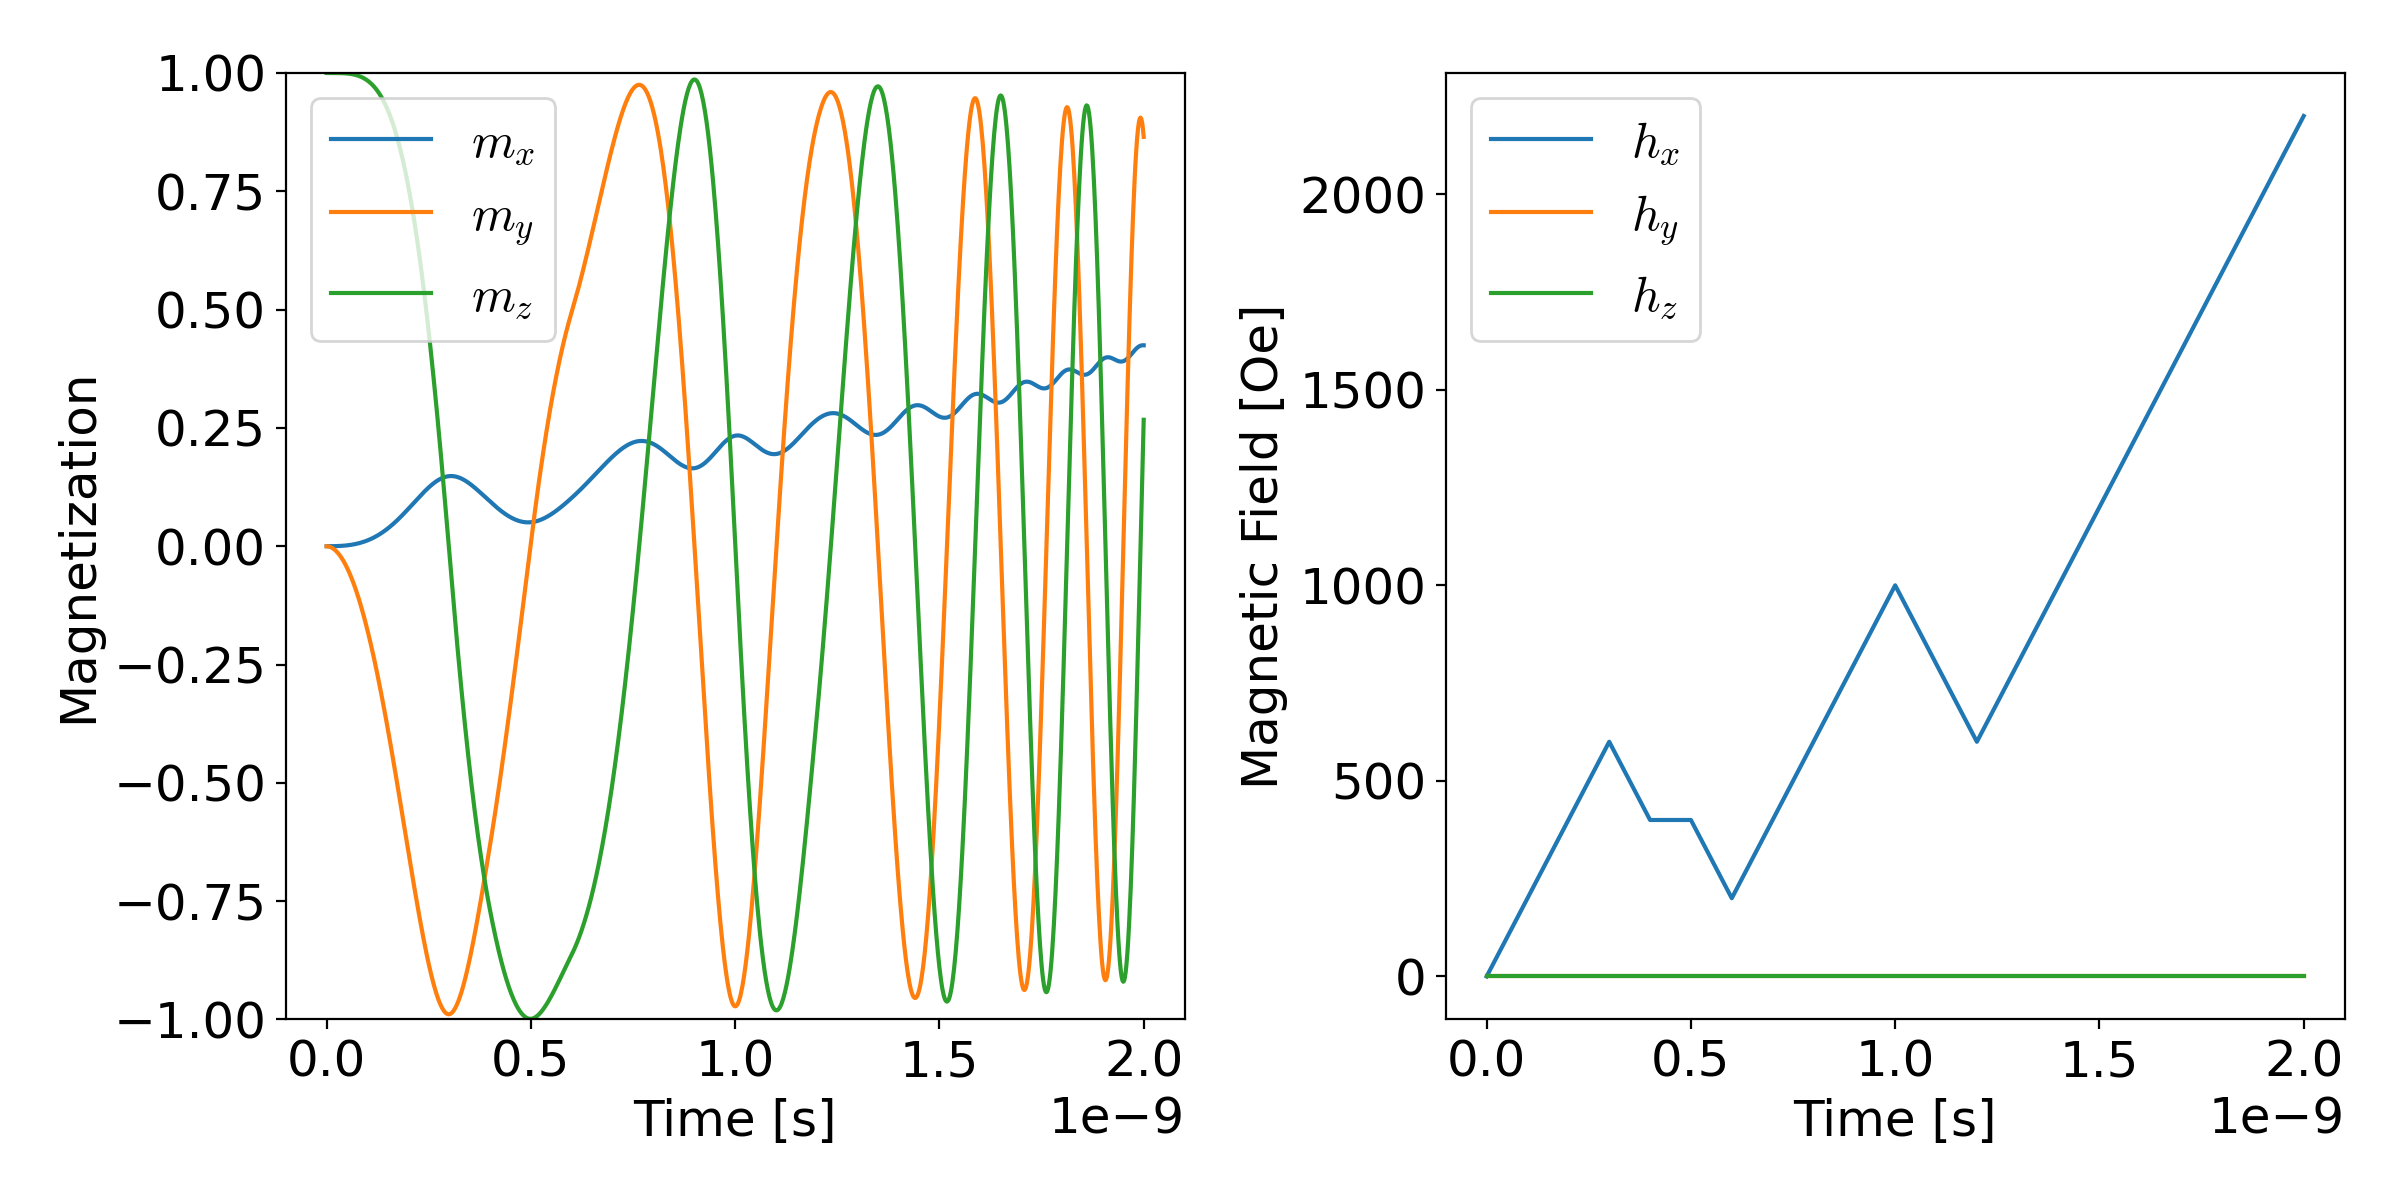 Magnetization
1.00
0.75
0.50
0.25
0.00
−0.25
−0.50
−0.75
−1.00
m_x
m_y
m_z
0.0 0.5 1.0 1.5 2.0
Time [s]
1e−9
Magnetic Field [Oe]
2000
1500
1000
500
0
h_x
h_y
h_z
0.0 0.5 1.0 1.5 2.0
Time [s]
1e−9